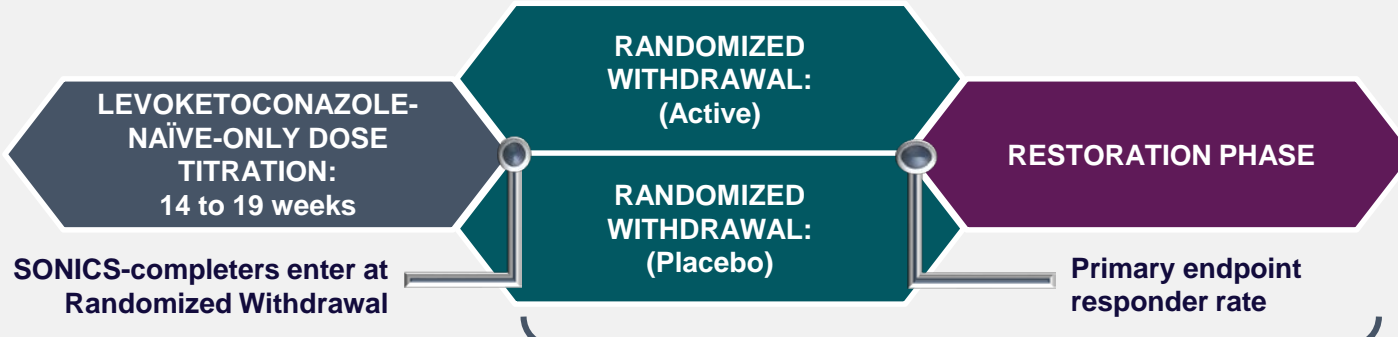 LEVOKETOCONAZOLE-
NAÏVE-ONLY DOSE
TITRATION:
14 to 19 weeks
RANDOMIZED
WITHDRAWAL:
(Active)
RANDOMIZED
WITHDRAWAL:
(Placebo)
RESTORATION PHASE
SONICS-completers enter at
Randomized Withdrawal
Primary endpoint
responder rate